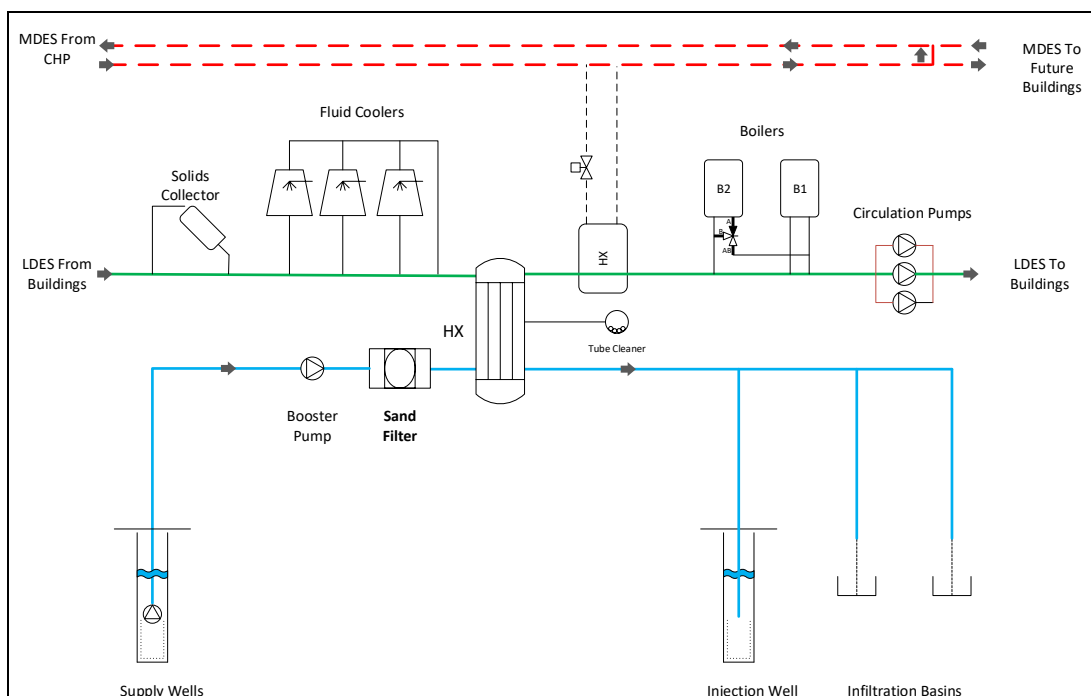 MDES From
CHP
MDES To
Future
Buildings
Fluid Coolers
Boilers
Solids
Collector
B2
B1
A
B
AB
Circulation Pumps
LDES From
Buildings
HX
LDES To
Buildings
HX
Tube Cleaner
Booster
Pump
Sand
Filter
Supply Wells
Injection Well
Infiltration Basins